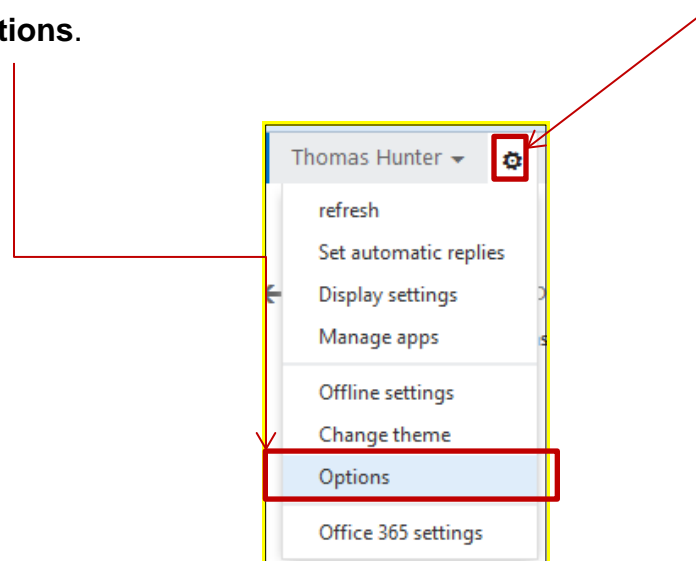 tions.
Thomas Hunter
refresh
Set automatic replies
Display settings
Manage apps
Offline settings
Change theme
Options
Office 365 settings